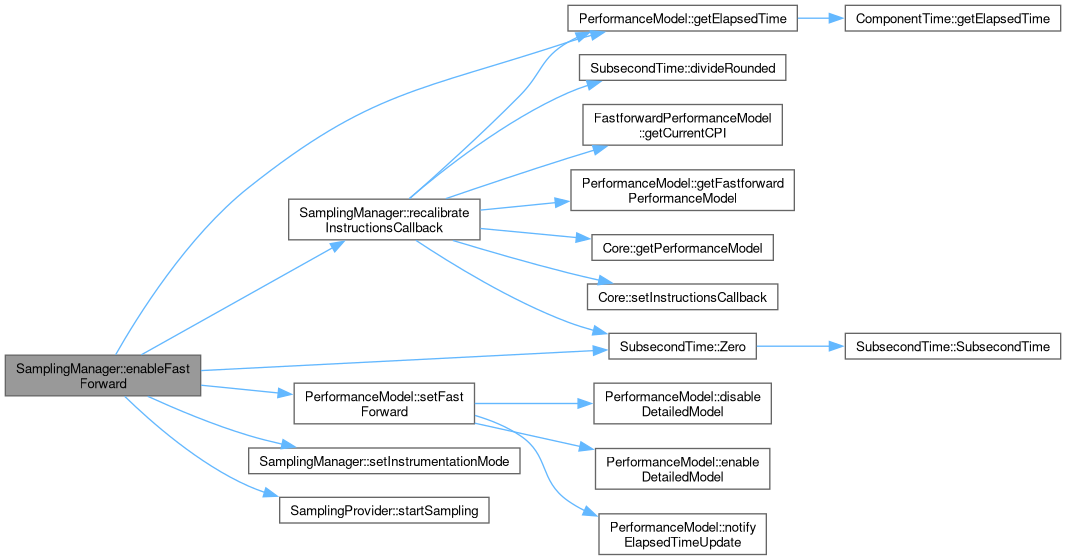 PerformanceModel::getElapsedTime
ComponentTime::getElapsedTime
SubsecondTime::divideRounded
FastforwardPerformanceModel
::getCurrentCPI
PerformanceModel::getFastforward
PerformanceModel
SamplingManager::recalibrate
InstructionsCallback
Core::getPerformanceModel
Core::setInstructionsCallback
SubsecondTime::Zero
SubsecondTime::SubsecondTime
SamplingManager::enableFast
Forward
PerformanceModel::setFast
Forward
PerformanceModel::disable
DetailedModel
SamplingManager::setInstrumentationMode
PerformanceModel::enable
DetailedModel
SamplingProvider::startSampling
PerformanceModel::notify
ElapsedTimeUpdate